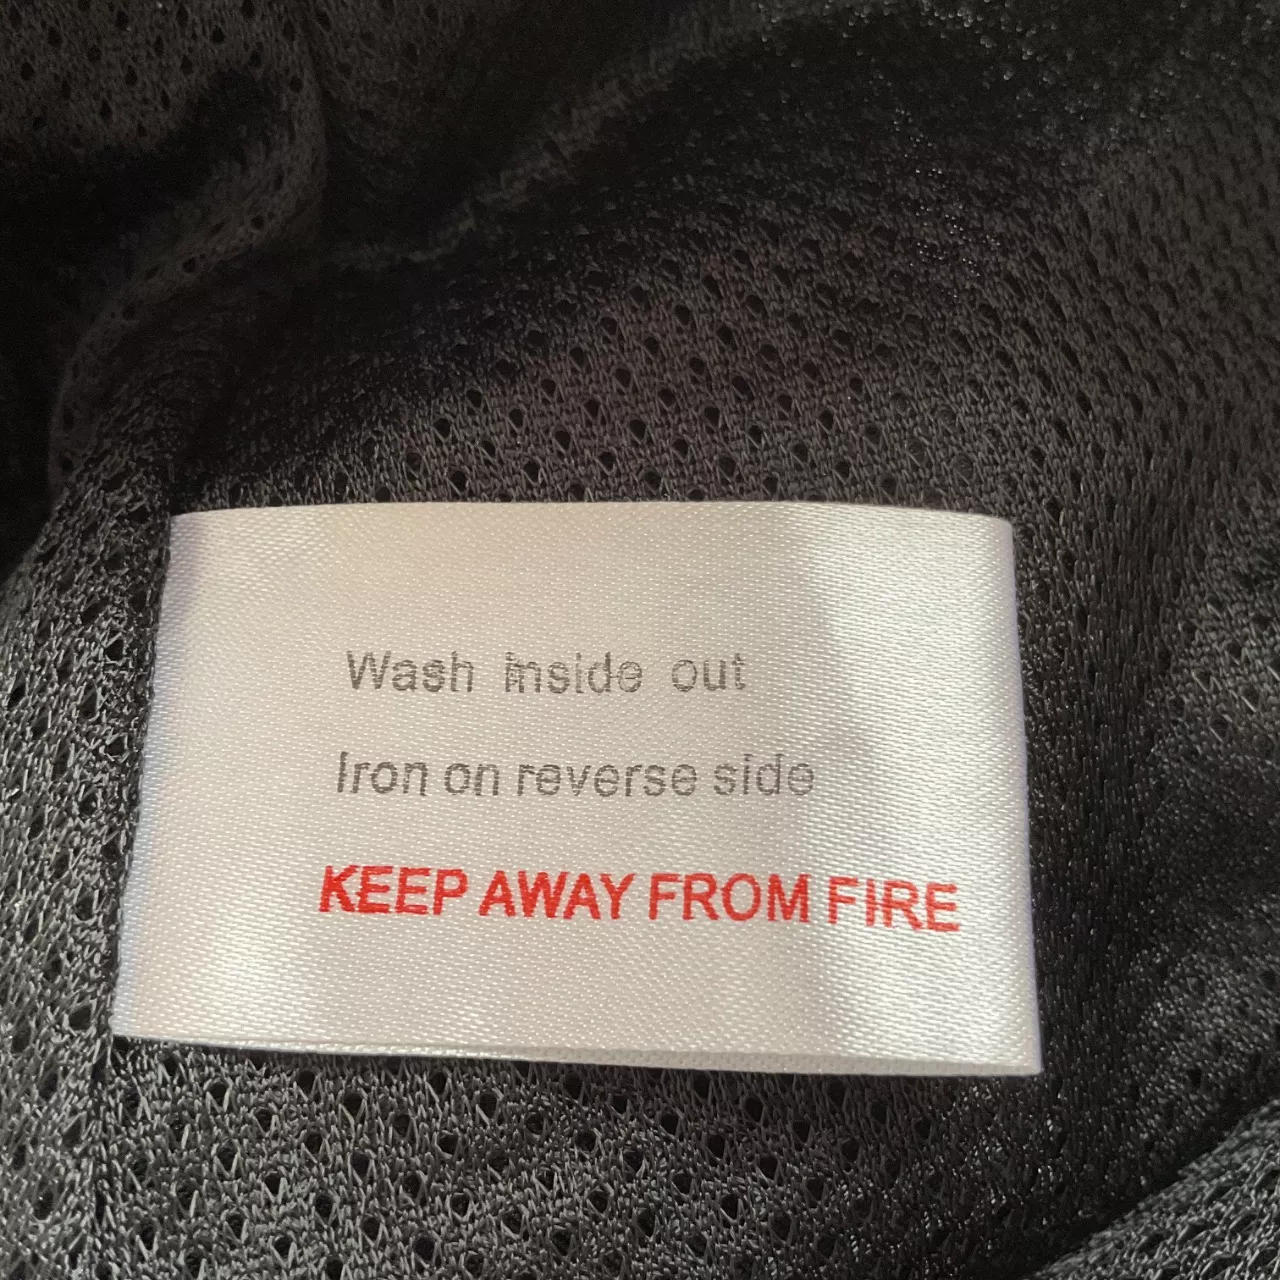 Wash inside out
Iron on reverse side
KEEP AWAY FROM FIRE